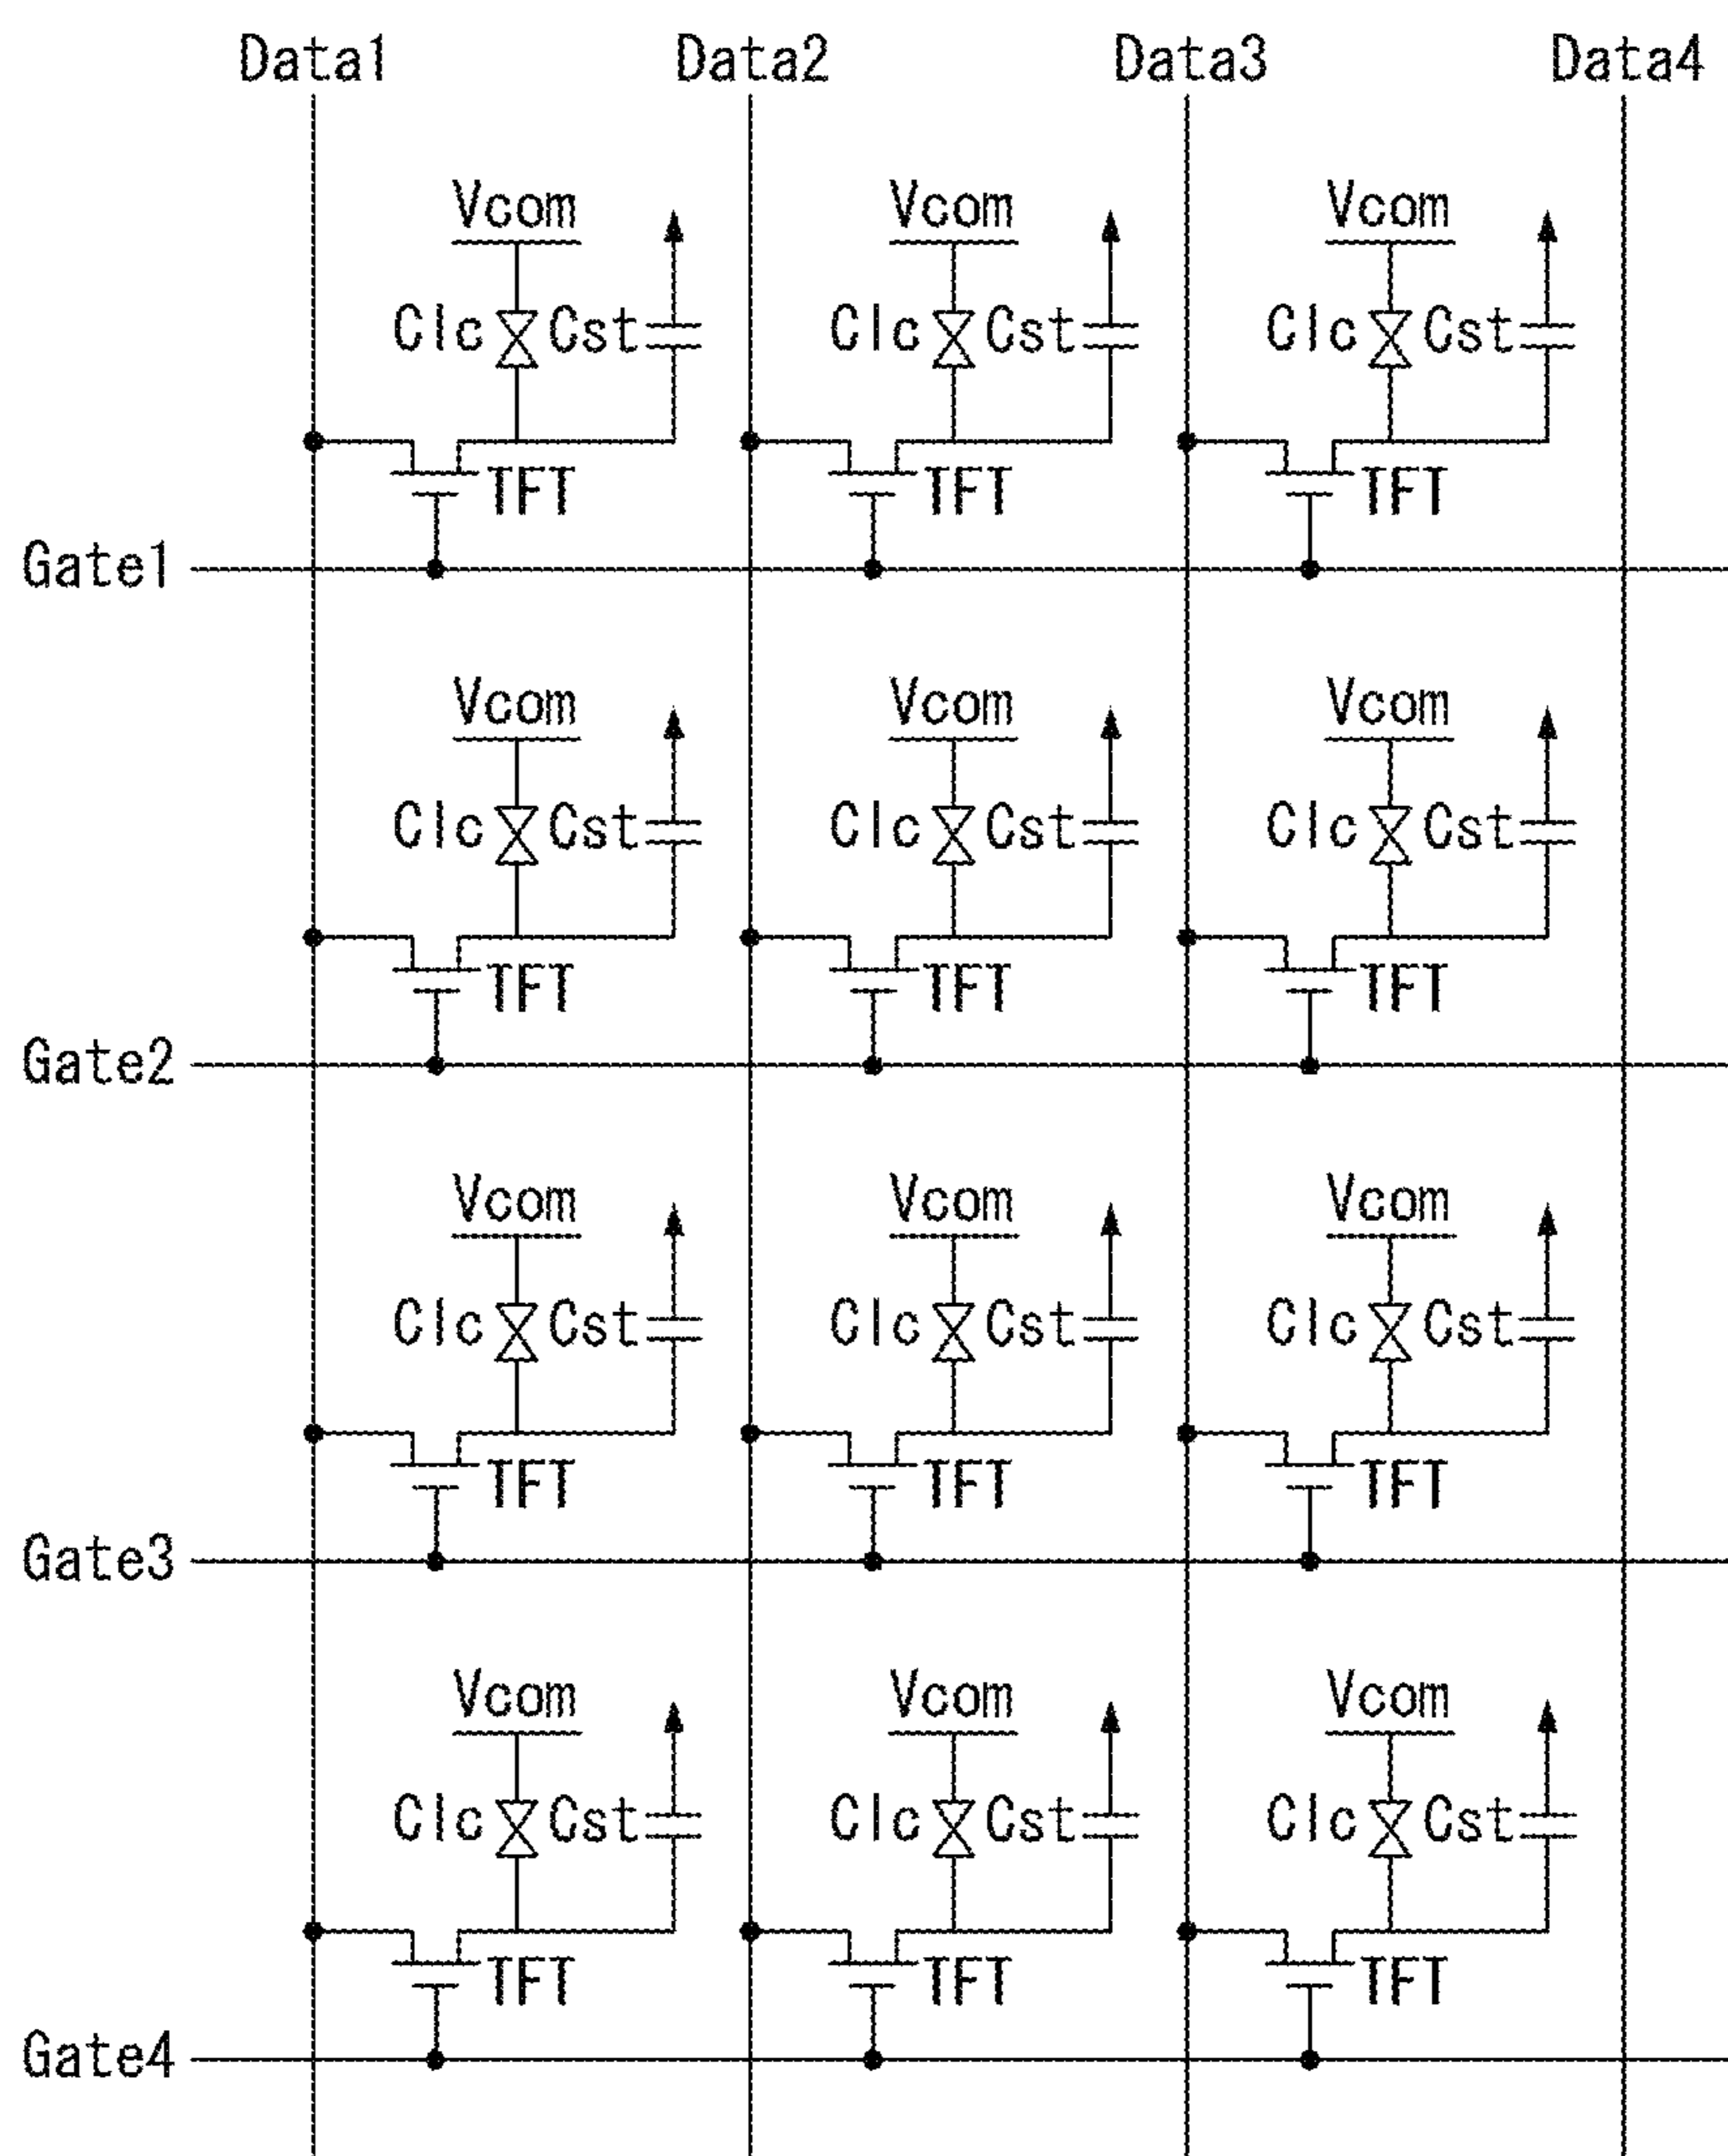 Data1 Data2 Data3 Data4
Vcom Vcom Vcom
Clc Cst Clc Cst Clc Cst
TFT TFT TFT
Gate1
Vcom Vcom Vcom
Clc Cst Clc Cst Clc Cst
TFT TFT TFT
Gate2
Vcom Vcom Vcom
Clc Cst Clc Cst Clc Cst
TFT TFT TFT
Gate3
Vcom Vcom Vcom
Clc Cst Clc Cst Clc Cst
TFT TFT TFT
Gate4